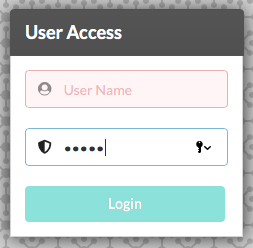 User Access
User Name
•••••
Login